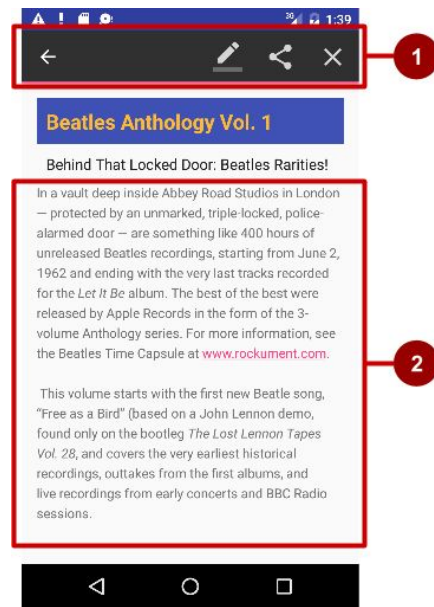 3G 1:39
1
Beatles Anthology Vol. 1
Behind That Locked Door: Beatles Rarities!
In a vault deep inside Abbey Road Studios in London
— protected by an unmarked, triple-locked, police-
alarmed door — are something like 400 hours of
unreleased Beatles recordings, starting from June 2,
1962 and ending with the very last tracks recorded
for the Let It Be album. The best of the best were
released by Apple Records in the form of the 3-
volume Anthology series. For more information, see
the Beatles Time Capsule at www.rockument.com.
2
This volume starts with the first new Beatle song,
“Free as a Bird” (based on a John Lennon demo,
found only on the bootleg The Lost Lennon Tapes
Vol. 28, and covers the very earliest historical
recordings, outtakes from the first albums, and
live recordings from early concerts and BBC Radio
sessions.